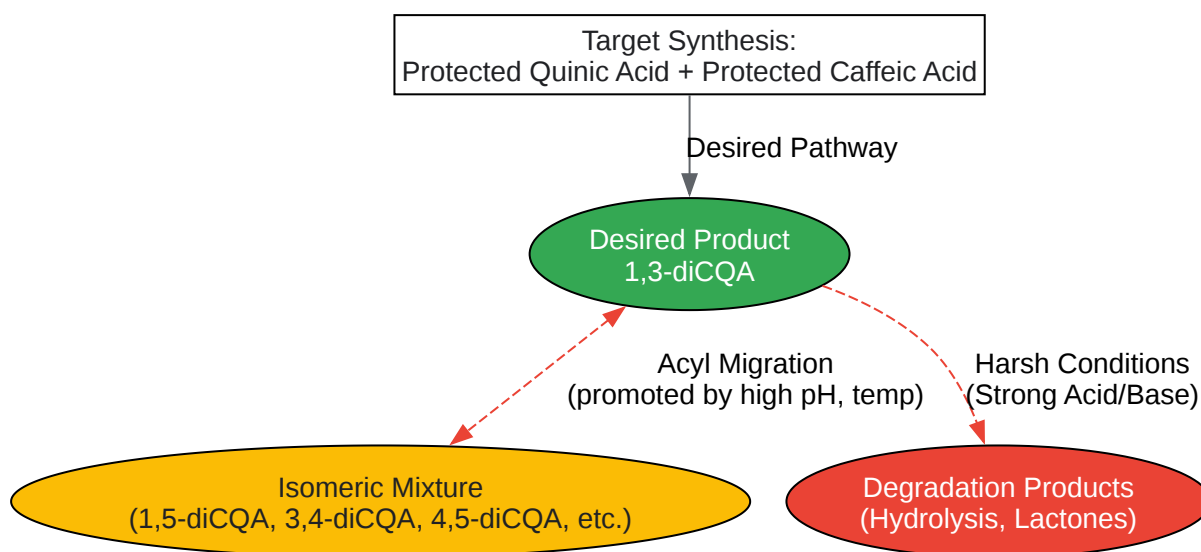 Target Synthesis:
Protected Quinic Acid + Protected Caffeic Acid
Desired Pathway
Desired Product
1,3-diCQA
Acyl Migration
(promoted by high pH, temp)
Harsh Conditions
(Strong Acid/Base)
Isomeric Mixture
(1,5-diCQA, 3,4-diCQA, 4,5-diCQA, etc.)
Degradation Products
(Hydrolysis, Lactones)